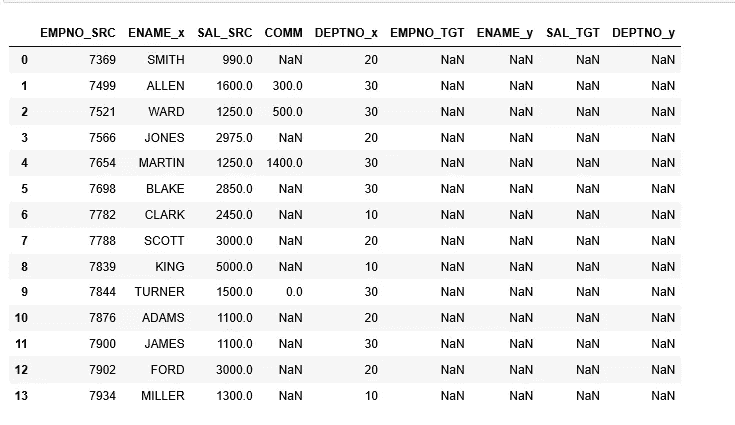 EMPNO_SRC ENAME_x SAL_SRC COMM DEPTNO_x EMPNO_TGT ENAME_y SAL_TGT DEPTNO_y
0 7369 SMITH 990.0 NaN 20 NaN NaN NaN NaN
1 7499 ALLEN 1600.0 300.0 30 NaN NaN NaN NaN
2 7521 WARD 1250.0 500.0 30 NaN NaN NaN NaN
3 7566 JONES 2975.0 NaN 20 NaN NaN NaN NaN
4 7654 MARTIN 1250.0 1400.0 30 NaN NaN NaN NaN
5 7698 BLAKE 2850.0 NaN 30 NaN NaN NaN NaN
6 7782 CLARK 2450.0 NaN 10 NaN NaN NaN NaN
7 7788 SCOTT 3000.0 NaN 20 NaN NaN NaN NaN
8 7839 KING 5000.0 NaN 10 NaN NaN NaN NaN
9 7844 TURNER 1500.0 0.0 30 NaN NaN NaN NaN
10 7876 ADAMS 1100.0 NaN 20 NaN NaN NaN NaN
11 7900 JAMES 1100.0 NaN 30 NaN NaN NaN NaN
12 7902 FORD 3000.0 NaN 20 NaN NaN NaN NaN
13 7934 MILLER 1300.0 NaN 10 NaN NaN NaN NaN